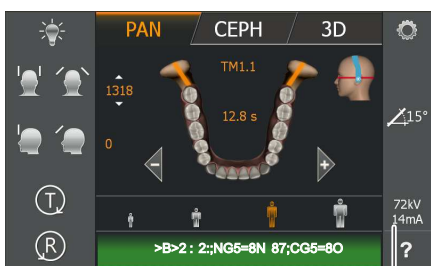 PAN
CEPH
3D
TM1.1
1318
12.8 s
15°
0
T
R
72kV
14mA
>B>2 : 2:;NG5=8N 87;CG5=8O
?